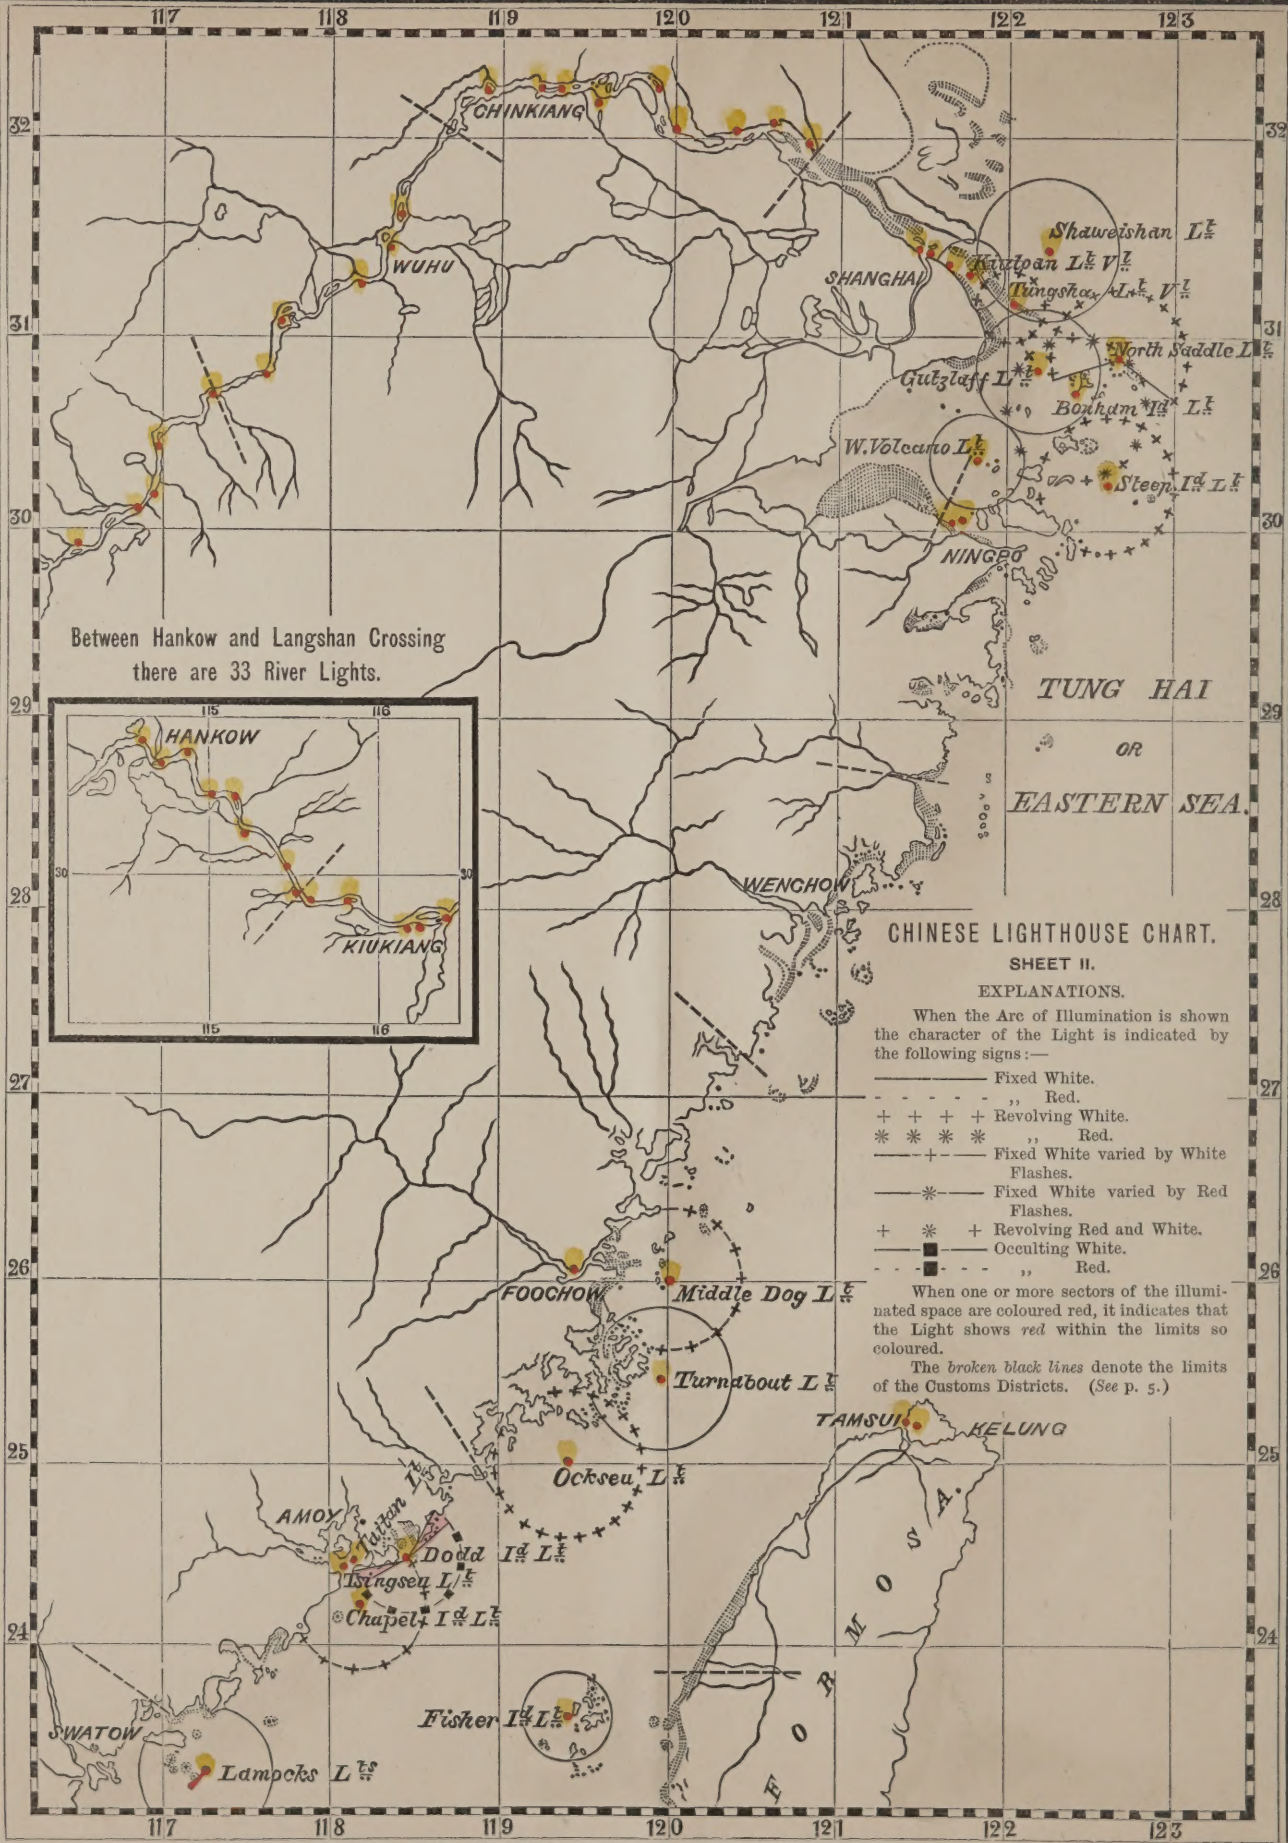 117 118 119 120 121 122 123
32 CHINKIANG 32
Shaweishan Lt.
WUHU SHANGHAI Kiutoan Lt. Vl.
Tungsha Lt. Vl.
31 31
North Saddle Lt.
Gutzlaff Lt.
Bonham Id. Lt.
W. Volcano Lt.
Steep Id. Lt.
30 30
NINGPO
Between Hankow and Langshan Crossing
there are 33 River Lights.
TUNG HAI
29 29
OR
EASTERN SEA.
115 116
HANKOW
30 30
KIUKIANG
115 116
WENCHOW
28 28
CHINESE LIGHTHOUSE CHART.
SHEET II.
EXPLANATIONS.
When the Arc of Illumination is shown
the character of the Light is indicated by
the following signs:—
Fixed White.
,, Red.
+ + + + Revolving White.
* * * * ,, Red.
—+— Fixed White varied by White
Flashes.
—*— Fixed White varied by Red
Flashes.
+ * + Revolving Red and White.
—■— Occulting White.
- - -■- - - ,, Red.
When one or more sectors of the illumi-
nated space are coloured red, it indicates that
the Light shows red within the limits so
coloured.
The broken black lines denote the limits
of the Customs Districts. (See p. 5.)
27 27
26 26
FOOCHOW Middle Dog Lt.
Turnabout Lt.
TAMSUI KELUNG
25 25
Ockseu Lt.
AMOY Taitan Lt.
Dodd Id. Lt.
Tsingseu Lt.
Chapel Id. Lt.
24 24
FORMOSA.
Fisher Id. Lt.
SWATOW
Lamocks Lts.
117 118 119 120 121 122 123